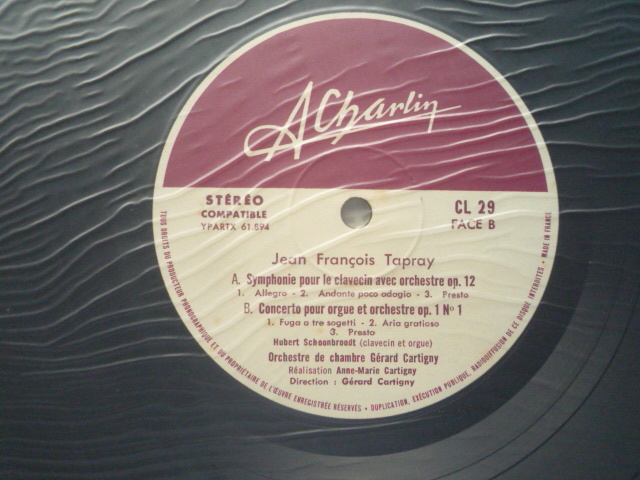 ACharlin
STÉRÉO
COMPATIBLE
YPARTX 61.894
CL 29
FACE B
Jean François Tapray
A. Symphonie pour le clavecin avec orchestre op. 12
1. Allegro - 2. Andante poco adagio - 3. Presto
B. Concerto pour orgue et orchestre op. 1 Nº 1
1. Fuga a tre sogetti - 2. Aria gratioso
3. Presto
Hubert Schoonbroodt (clavecin et orgue)
Orchestre de chambre Gérard Cartigny
Réalisation Anne-Marie Cartigny
Direction : Gérard Cartigny
TOUS DROITS DU PRODUCTEUR PHONOGRAPHIQUE ET DU PROPRIÉTAIRE DE L'ŒUVRE ENREGISTRÉE RÉSERVÉS • DUPLICATION, EXÉCUTION PUBLIQUE, RADIODIFFUSION DE CE DISQUE INTERDITES • MADE IN FRANCE